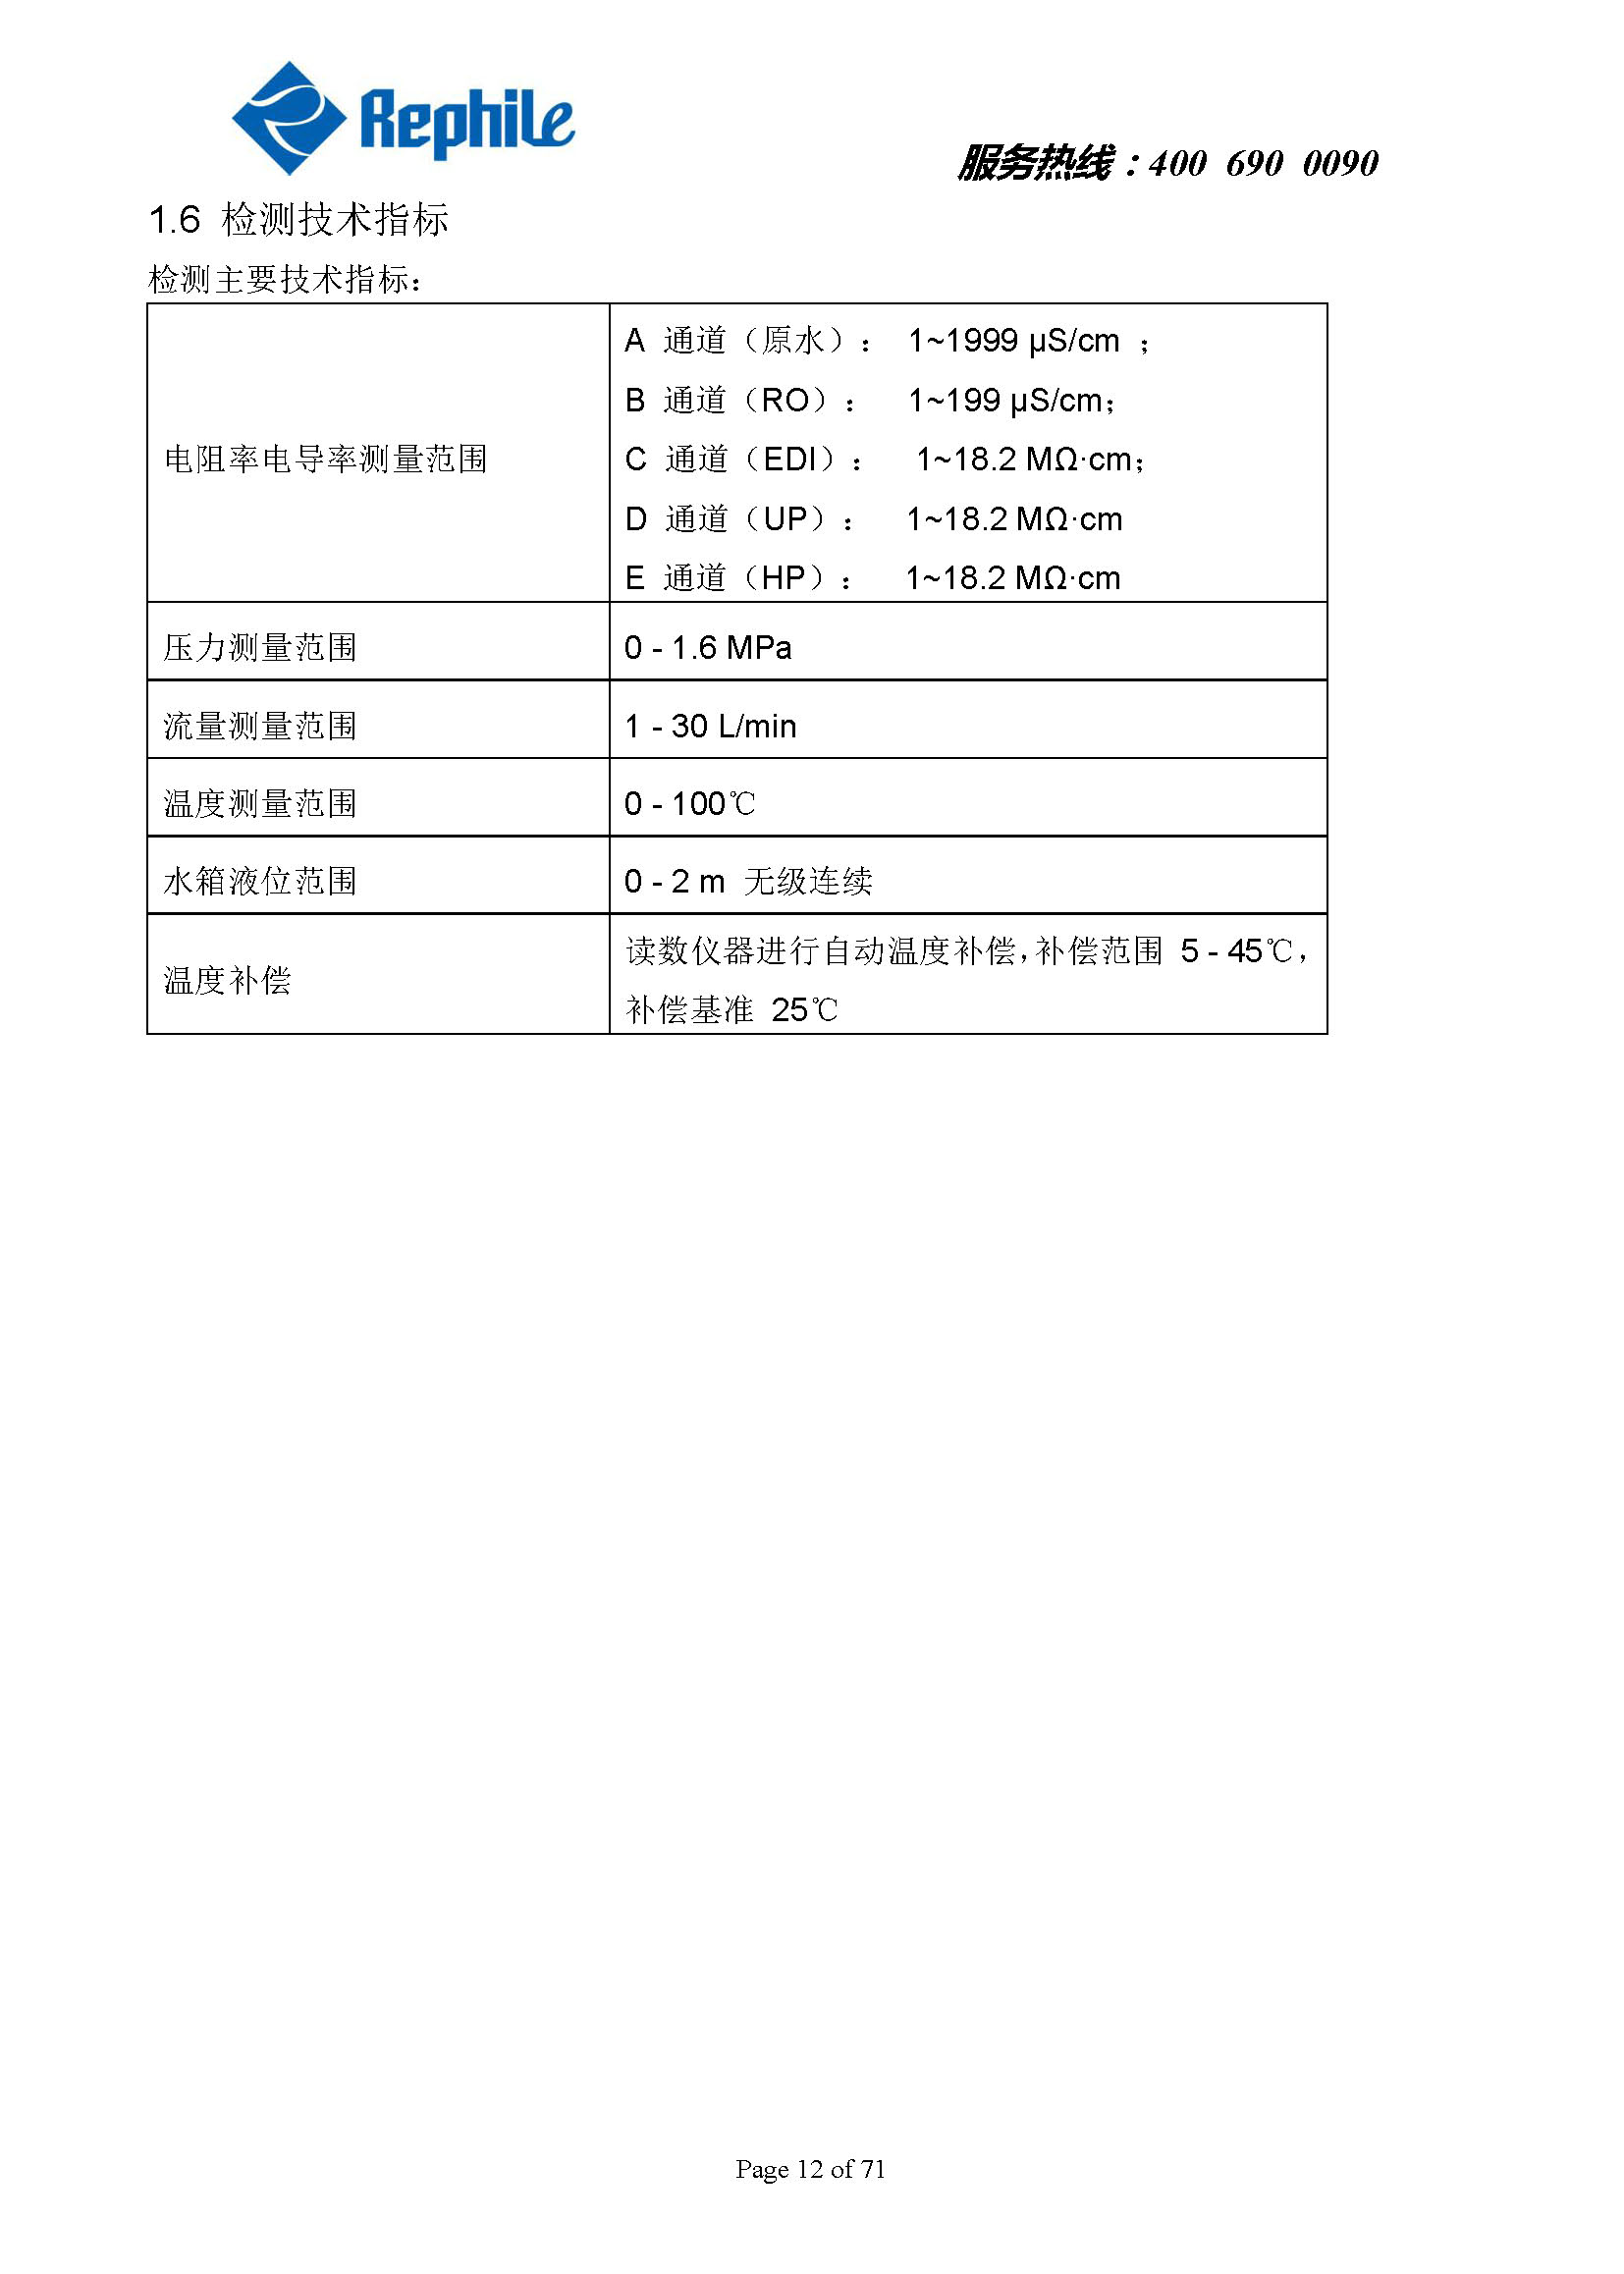 Rephile
服务热线：400 690 0090
1.6 检测技术指标
检测主要技术指标：
电阻率电导率测量范围
A 通道（原水）： 1~1999 μS/cm ；
B 通道（RO）： 1~199 μS/cm；
C 通道（EDI）： 1~18.2 MΩ·cm；
D 通道（UP）： 1~18.2 MΩ·cm
E 通道（HP）： 1~18.2 MΩ·cm
压力测量范围 0 - 1.6 MPa
流量测量范围 1 - 30 L/min
温度测量范围 0 - 100℃
水箱液位范围 0 - 2 m 无级连续
温度补偿
读数仪器进行自动温度补偿，补偿范围 5 - 45℃，
补偿基准 25℃
Page 12 of 71